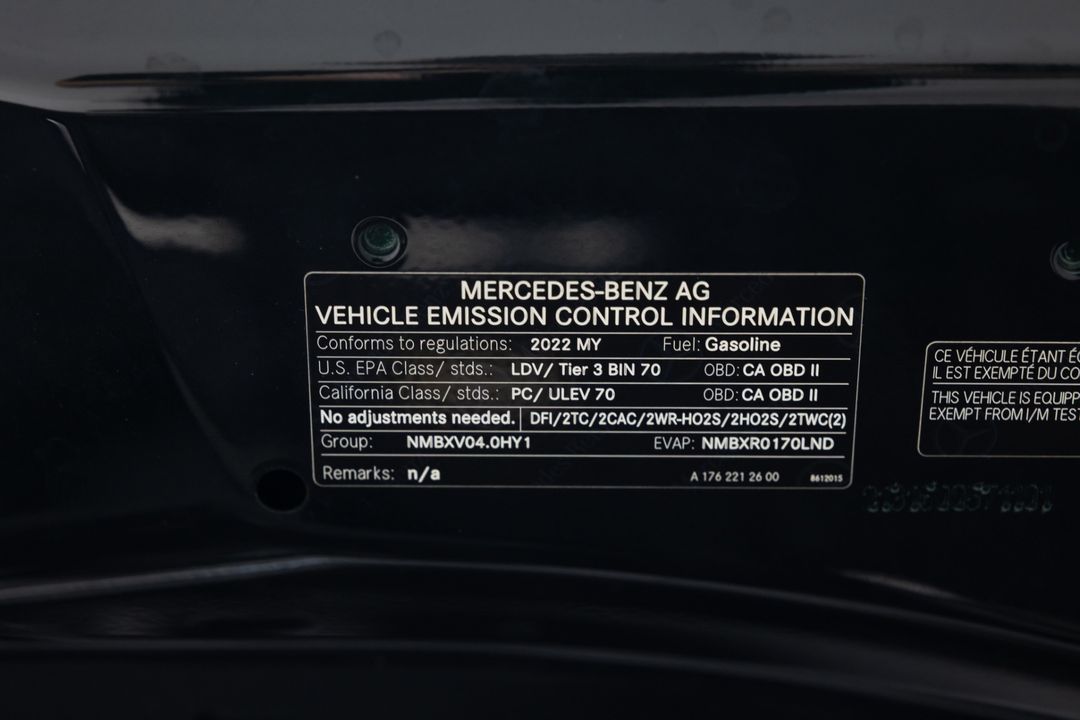 MERCEDES-BENZ AG
VEHICLE EMISSION CONTROL INFORMATION
Conforms to regulations: 2022 MY Fuel: Gasoline
U.S. EPA Class/ stds.: LDV/ Tier 3 BIN 70 OBD: CA OBD II
California Class/ stds.: PC/ ULEV 70 OBD: CA OBD II
No adjustments needed. DFI/2TC/2CAC/2WR-HO2S/2HO2S/2TWC(2)
Group: NMBXV04.0HY1 EVAP: NMBXR0170LND
Remarks: n/a A 176 221 26 00 8612015
CE VÉHICULE ÉTANT
IL EST EXEMPTÉ DU
THIS VEHICLE IS
EXEMPT FROM I/M